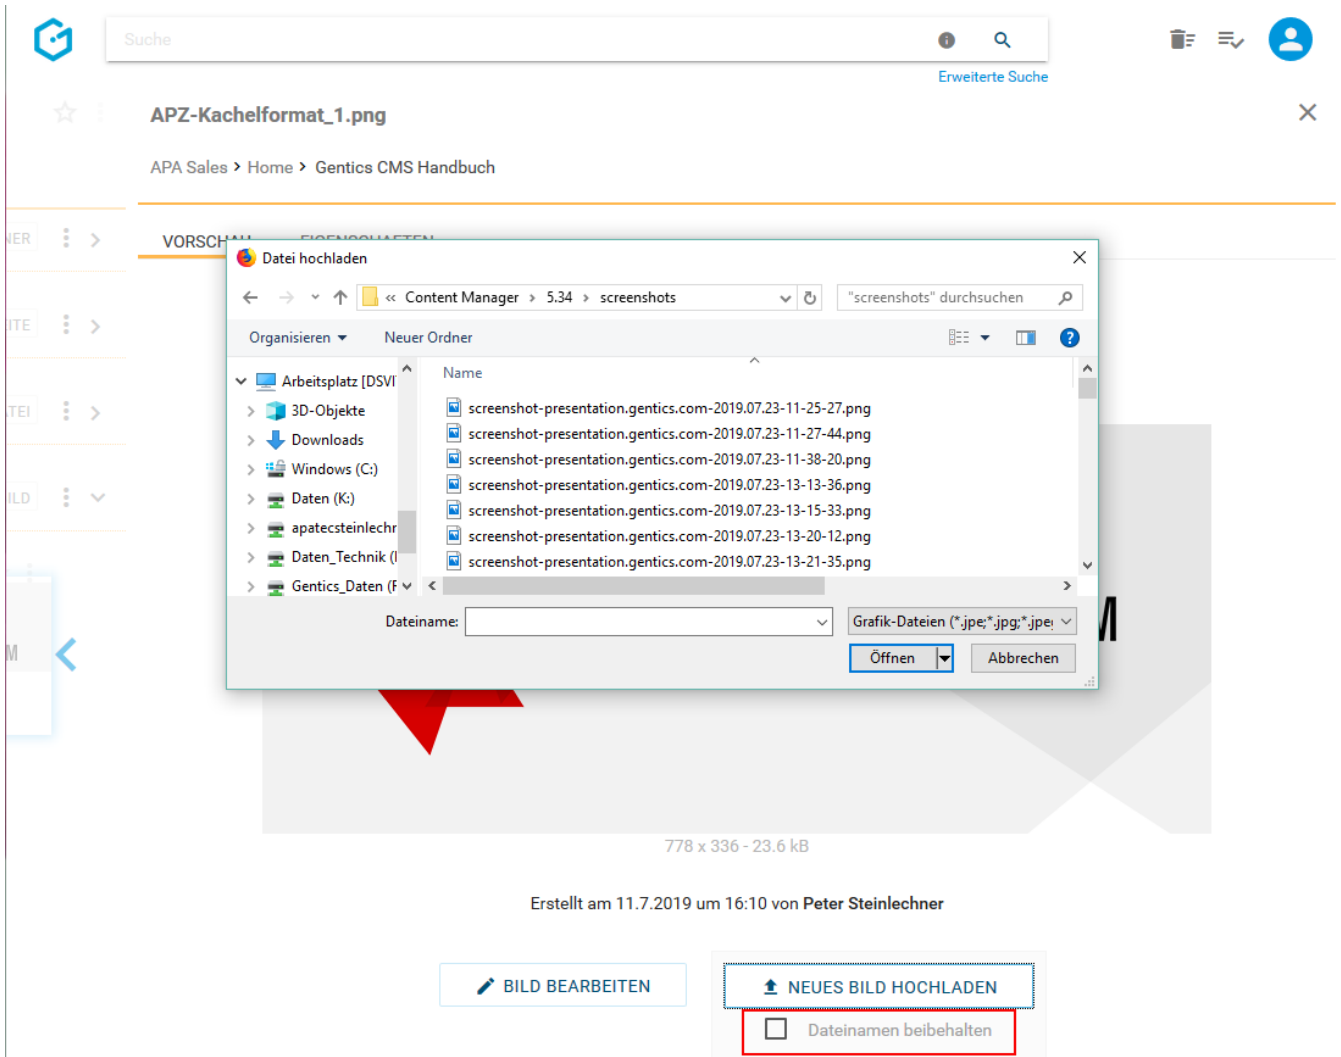 Suche
Erweiterte Suche
APZ-Kachelformat_1.png
APA Sales > Home > Gentics CMS Handbuch
VORSCHAU EIGENSCHAFTEN
Datei hochladen
« Content Manager > 5.34 > screenshots
"screenshots" durchsuchen
Organisieren
Neuer Ordner
Arbeitsplatz [DSVI
3D-Objekte
Downloads
Windows (C:)
Daten (K:)
apatecsteinlechr
Daten_Technik (I
Gentics_Daten (F
Name
screenshot-presentation.gentics.com-2019.07.23-11-25-27.png
screenshot-presentation.gentics.com-2019.07.23-11-27-44.png
screenshot-presentation.gentics.com-2019.07.23-11-38-20.png
screenshot-presentation.gentics.com-2019.07.23-13-13-36.png
screenshot-presentation.gentics.com-2019.07.23-13-15-33.png
screenshot-presentation.gentics.com-2019.07.23-13-20-12.png
screenshot-presentation.gentics.com-2019.07.23-13-21-35.png
Dateiname:
Grafik-Dateien (*.jpe;*.jpg;*.jpe
Öffnen
Abbrechen
NER
ITE
TEI
ILD
M
M
778 x 336 - 23.6 kB
Erstellt am 11.7.2019 um 16:10 von Peter Steinlechner
BILD BEARBEITEN
NEUES BILD HOCHLADEN
Dateinamen beibehalten